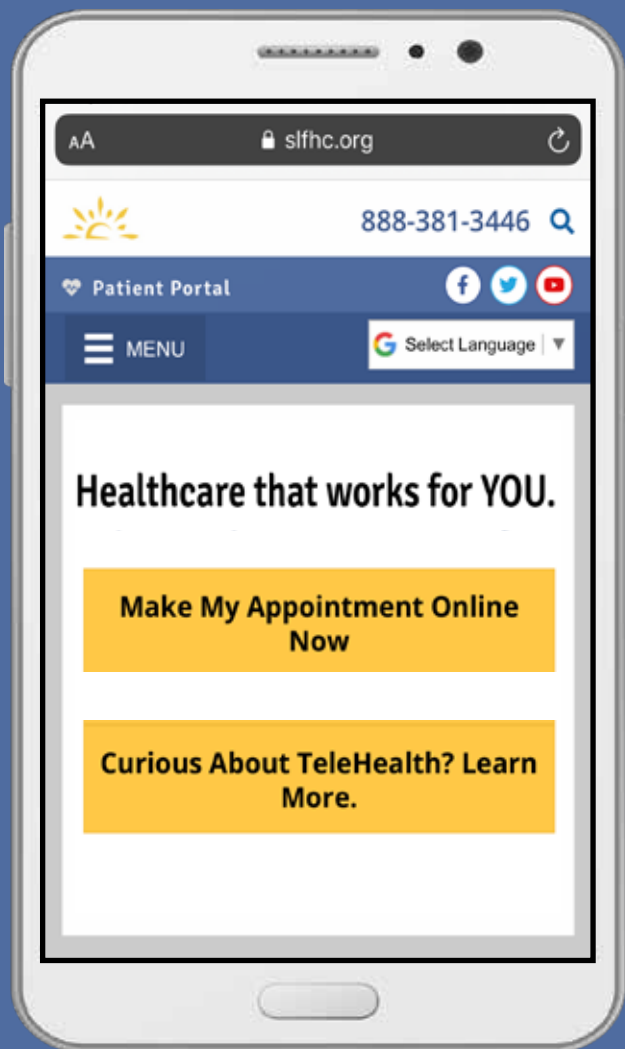 AA slfhc.org
888-381-3446
Patient Portal
MENU
Select Language
Healthcare that works for YOU.
Make My Appointment Online
Now
Curious About TeleHealth? Learn
More.